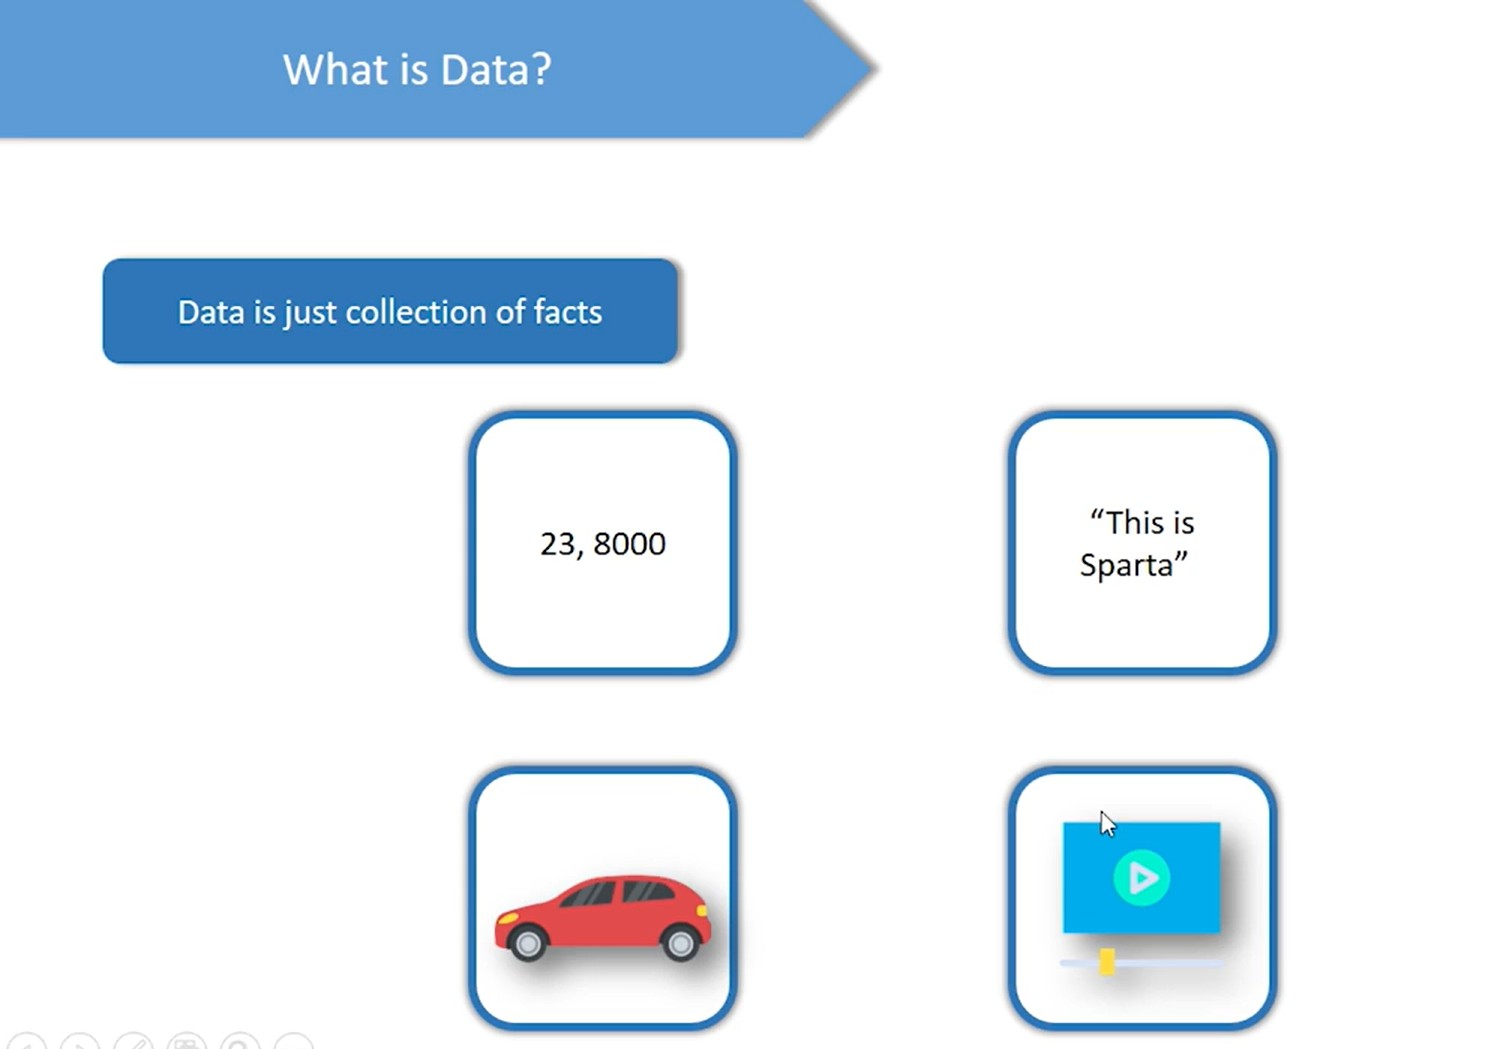 What is Data?
Data is just collection of facts
23, 8000
“This is
Sparta”